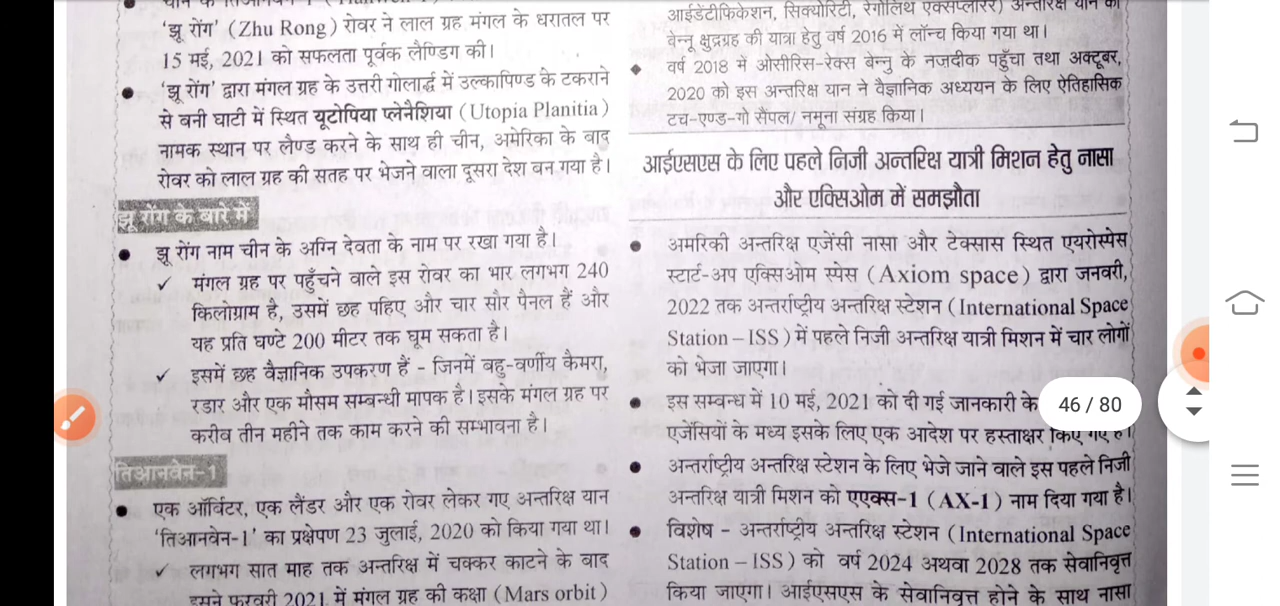 'झू रोंग' (Zhu Rong) रोवर ने लाल ग्रह मंगल के धरातल पर
15 मई, 2021 को सफलता पूर्वक लैण्डिग की।
'झू रोंग' द्वारा मंगल ग्रह के उत्तरी गोलार्द्ध में उल्कापिण्ड के टकराने
से बनी घाटी में स्थित यूटोपिया प्लेनैशिया (Utopia Planitia)
नामक स्थान पर लैण्ड करने के साथ ही चीन, अमेरिका के बाद
रोवर को लाल ग्रह की सतह पर भेजने वाला दूसरा देश बन गया है।
झू रोंग के बारे में
झू रोंग नाम चीन के अग्नि देवता के नाम पर रखा गया है।
मंगल ग्रह पर पहुँचने वाले इस रोवर का भार लगभग 240
किलोग्राम है, उसमें छह पहिए और चार सौर पैनल हैं और
यह प्रति घण्टे 200 मीटर तक घूम सकता है।
इसमें छह वैज्ञानिक उपकरण हैं - जिनमें बहु-वर्णीय कैमरा,
रडार और एक मौसम सम्बन्धी मापक है। इसके मंगल ग्रह पर
करीब तीन महीने तक काम करने की सम्भावना है।
तिआनवेन-1
एक ऑर्बिटर, एक लैंडर और एक रोवर लेकर गए अन्तरिक्ष यान
'तिआनवेन-1' का प्रक्षेपण 23 जुलाई, 2020 को किया गया था।
लगभग सात माह तक अन्तरिक्ष में चक्कर काटने के बाद
इसने फरवरी 2021 में मंगल ग्रह की कक्षा (Mars orbit)
आईडेंटीफिकेशन, सिक्योरिटी, रेगोलिथ एक्सप्लोरर) अन्तरिक्ष यान को
बेन्नू क्षुद्रग्रह की यात्रा हेतु वर्ष 2016 में लॉन्च किया गया था।
वर्ष 2018 में ओसीरिस-रेक्स बेन्नू के नजदीक पहुँचा तथा अक्टूबर,
2020 को इस अन्तरिक्ष यान ने वैज्ञानिक अध्ययन के लिए ऐतिहासिक
टच-एण्ड-गो सैंपल/ नमूना संग्रह किया।
आईएसएस के लिए पहले निजी अन्तरिक्ष यात्री मिशन हेतु नासा
और एक्सिओम में समझौता
अमरिकी अन्तरिक्ष एजेंसी नासा और टेक्सास स्थित एयरोस्पेस
स्टार्ट-अप एक्सिओम स्पेस (Axiom space) द्वारा जनवरी,
2022 तक अन्तर्राष्ट्रीय अन्तरिक्ष स्टेशन (International Space
Station – ISS) में पहले निजी अन्तरिक्ष यात्री मिशन में चार लोगों
को भेजा जाएगा।
इस सम्बन्ध में 10 मई, 2021 को दी गई जानकारी के
एजेंसियों के मध्य इसके लिए एक आदेश पर हस्ताक्षर किए गए हैं।
अन्तर्राष्ट्रीय अन्तरिक्ष स्टेशन के लिए भेजे जाने वाले इस पहले निजी
अन्तरिक्ष यात्री मिशन को एएक्स-1 (AX-1) नाम दिया गया है।
विशेष - अन्तर्राष्ट्रीय अन्तरिक्ष स्टेशन (International Space
Station – ISS) को वर्ष 2024 अथवा 2028 तक सेवानिवृत्त
किया जाएगा। आईएसएस के सेवानिवृत्त होने के साथ नासा
46 / 80